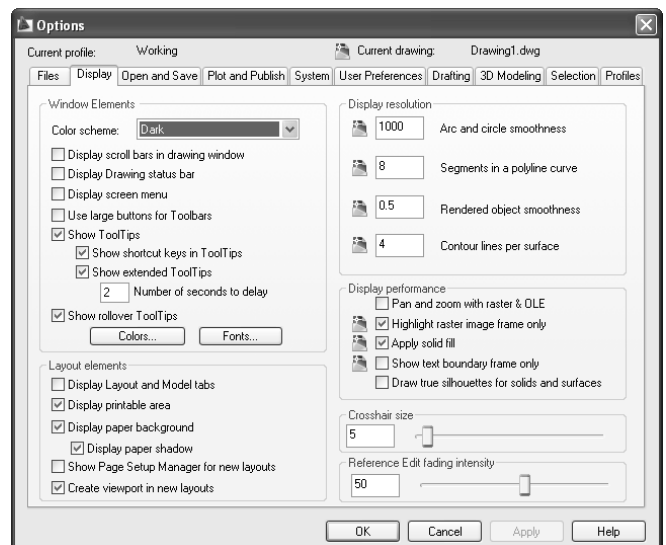 Options
Current profile: Working Current drawing: Drawing1.dwg
Files Display Open and Save Plot and Publish System User Preferences Drafting 3D Modeling Selection Profiles
Window Elements
Color scheme: Dark
Display scroll bars in drawing window
Display Drawing status bar
Display screen menu
Use large buttons for Toolbars
Show ToolTips
Show shortcut keys in ToolTips
Show extended ToolTips
2 Number of seconds to delay
Show rollover ToolTips
Colors... Fonts...
Layout elements
Display Layout and Model tabs
Display printable area
Display paper background
Display paper shadow
Show Page Setup Manager for new layouts
Create viewport in new layouts
Display resolution
1000 Arc and circle smoothness
8 Segments in a polyline curve
0.5 Rendered object smoothness
4 Contour lines per surface
Display performance
Pan and zoom with raster & OLE
Highlight raster image frame only
Apply solid fill
Show text boundary frame only
Draw true silhouettes for solids and surfaces
Crosshair size
5
Reference Edit fading intensity
50
OK Cancel Apply Help